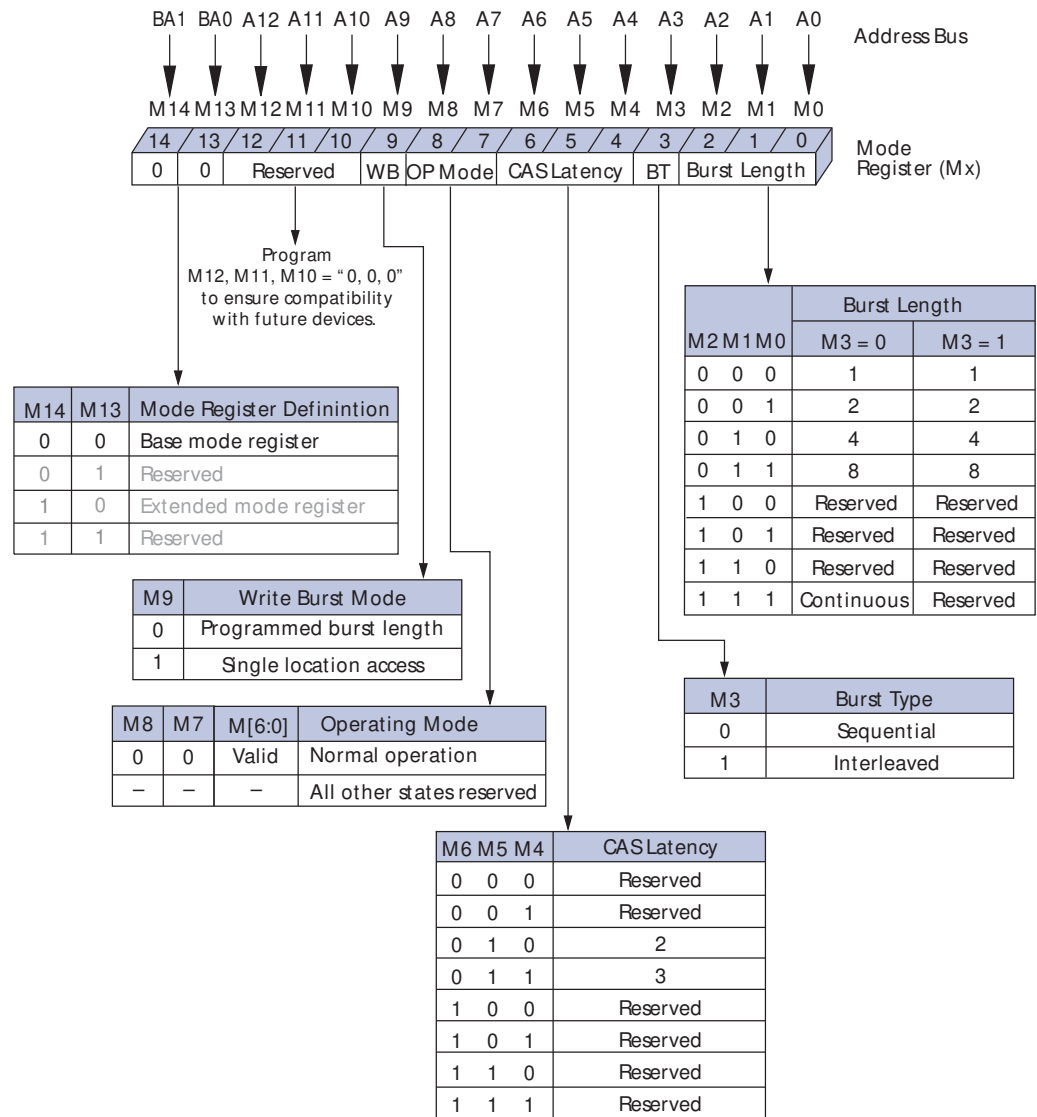 BA1 BA0 A12 A11 A10 A9 A8 A7 A6 A5 A4 A3 A2 A1 A0
Address Bus
M14 M13 M12 M11 M10 M9 M8 M7 M6 M5 M4 M3 M2 M1 M0
14 13 12 11 10 9 8 7 6 5 4 3 2 1 0
0 0 Reserved WB OP Mode CAS Latency BT Burst Length
Mode
Register (Mx)
Program
M12, M11, M10 = “0, 0, 0”
to ensure compatibility
with future devices.
Burst Length
M2 M1 M0 M3 = 0 M3 = 1
0 0 0 1 1
0 0 1 2 2
0 1 0 4 4
0 1 1 8 8
1 0 0 Reserved Reserved
1 0 1 Reserved Reserved
1 1 0 Reserved Reserved
1 1 1 Continuous Reserved
M14 M13 Mode Register Definintion
0 0 Base mode register
0 1 Reserved
1 0 Extended mode register
1 1 Reserved
M9 Write Burst Mode
0 Programmed burst length
1 Single location access
M3 Burst Type
0 Sequential
1 Interleaved
M8 M7 M[6:0] Operating Mode
0 0 Valid Normal operation
– – – All other states reserved
M6 M5 M4 CAS Latency
0 0 0 Reserved
0 0 1 Reserved
0 1 0 2
0 1 1 3
1 0 0 Reserved
1 0 1 Reserved
1 1 0 Reserved
1 1 1 Reserved